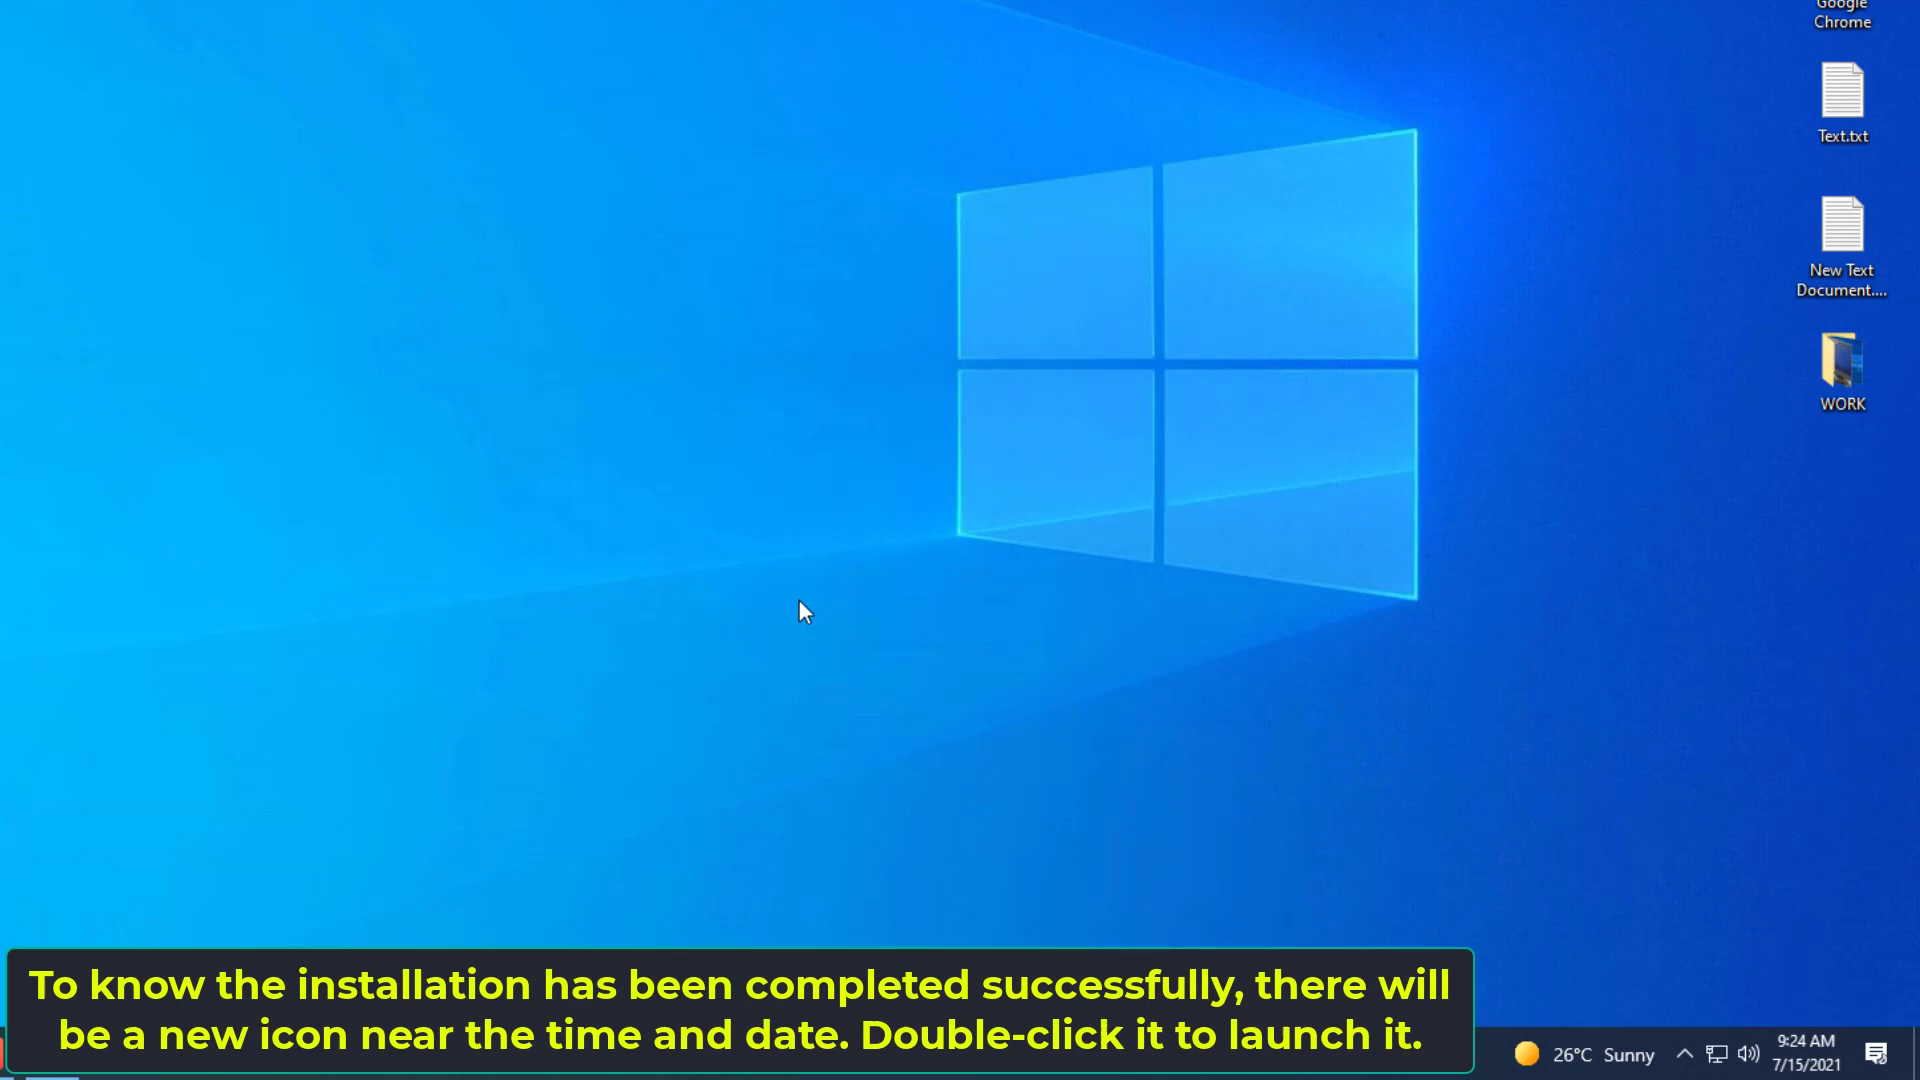 Google
Chrome
Text.txt
New Text
Document....
WORK
To know the installation has been completed successfully, there will
be a new icon near the time and date. Double-click it to launch it.
26°C Sunny
9:24 AM
7/15/2021